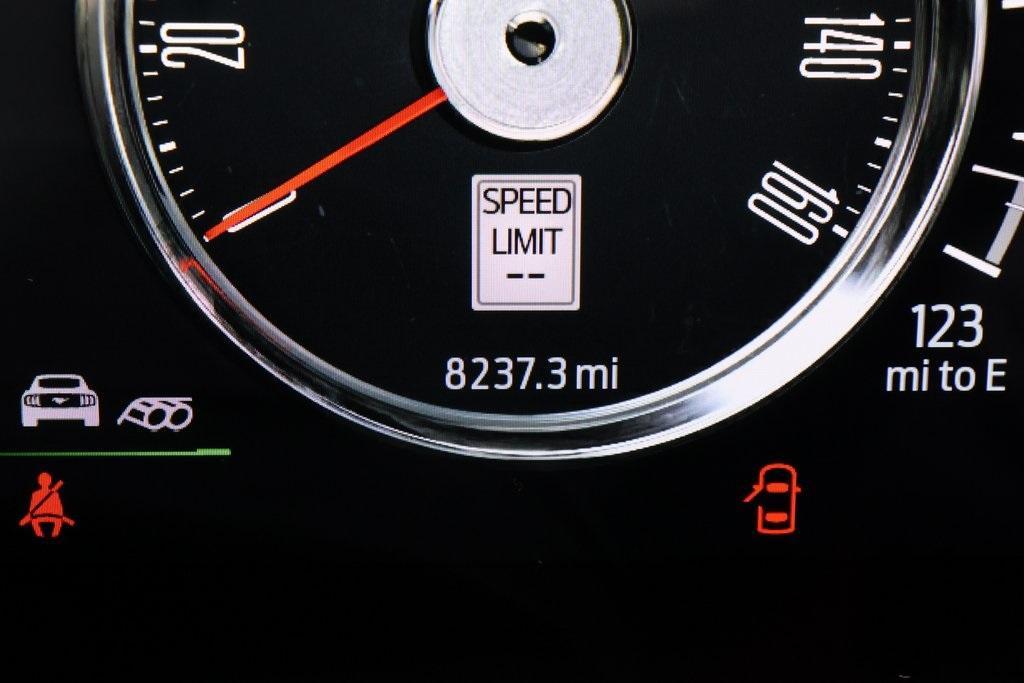 20
140
160
SPEED
LIMIT
--
8237.3 mi
123
mi to E